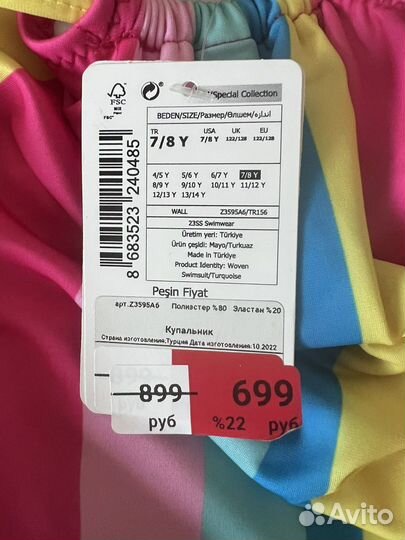 /Special Collection
FSC
MIX
FSC®
BEDEN/SIZE/Размер/Өлшем/اندازه
TR USA UK EU
7/8 Y 7/8 Y 122/128 122/128
4/5 Y 5/6 Y 6/7 Y 7/8 Y
8/9 Y 9/10 Y 10/11 Y 11/12 Y
12/13 Y 13/14 Y
WALL Z3595A6/TR156
23SS Swimwear
Üretim yeri: Türkiye
Ürün çeşidi: Mayo/Turkuaz
Made in Türkiye
Product Identity: Woven
Swimsuit/Turquoise
8 683523 240485
Peşin Fiyat
арт.Z3595A6 Полиэстер %80 Эластан %20
Купальник
Страна изготовления:Турция Дата изготовления:10.2022
899 699
руб %22 руб
Avito